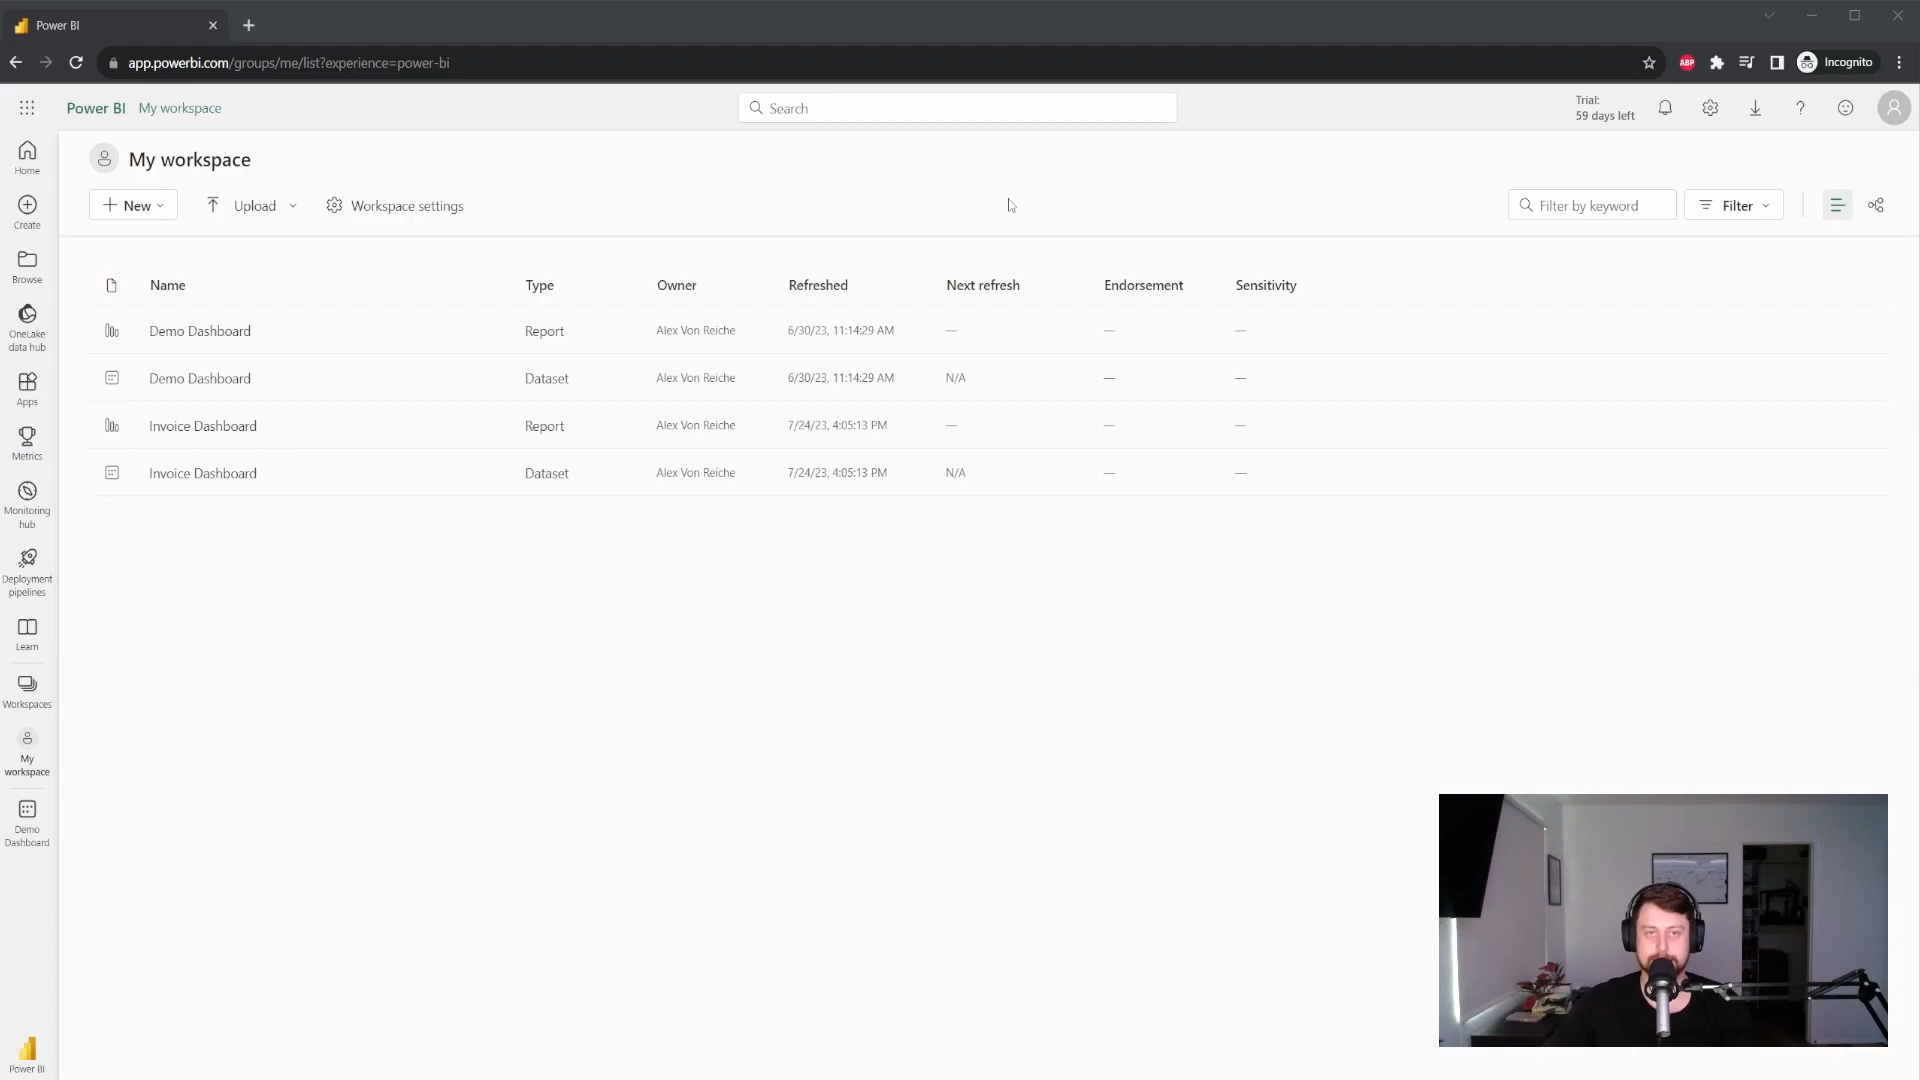 Power BI
app.powerbi.com/groups/me/list?experience=power-bi
ABP
Incognito
Power BI My workspace
Search
Trial:
59 days left
Home
Create
Browse
OneLake
data hub
Apps
Metrics
Monitoring
hub
Deployment
pipelines
Learn
Workspaces
My
workspace
Demo
Dashboard
Power BI
My workspace
New Upload Workspace settings
Filter by keyword Filter
Name Type Owner Refreshed Next refresh Endorsement Sensitivity
Demo Dashboard Report Alex Von Reiche 6/30/23, 11:14:29 AM — — —
Demo Dashboard Dataset Alex Von Reiche 6/30/23, 11:14:29 AM N/A — —
Invoice Dashboard Report Alex Von Reiche 7/24/23, 4:05:13 PM — — —
Invoice Dashboard Dataset Alex Von Reiche 7/24/23, 4:05:13 PM N/A — —